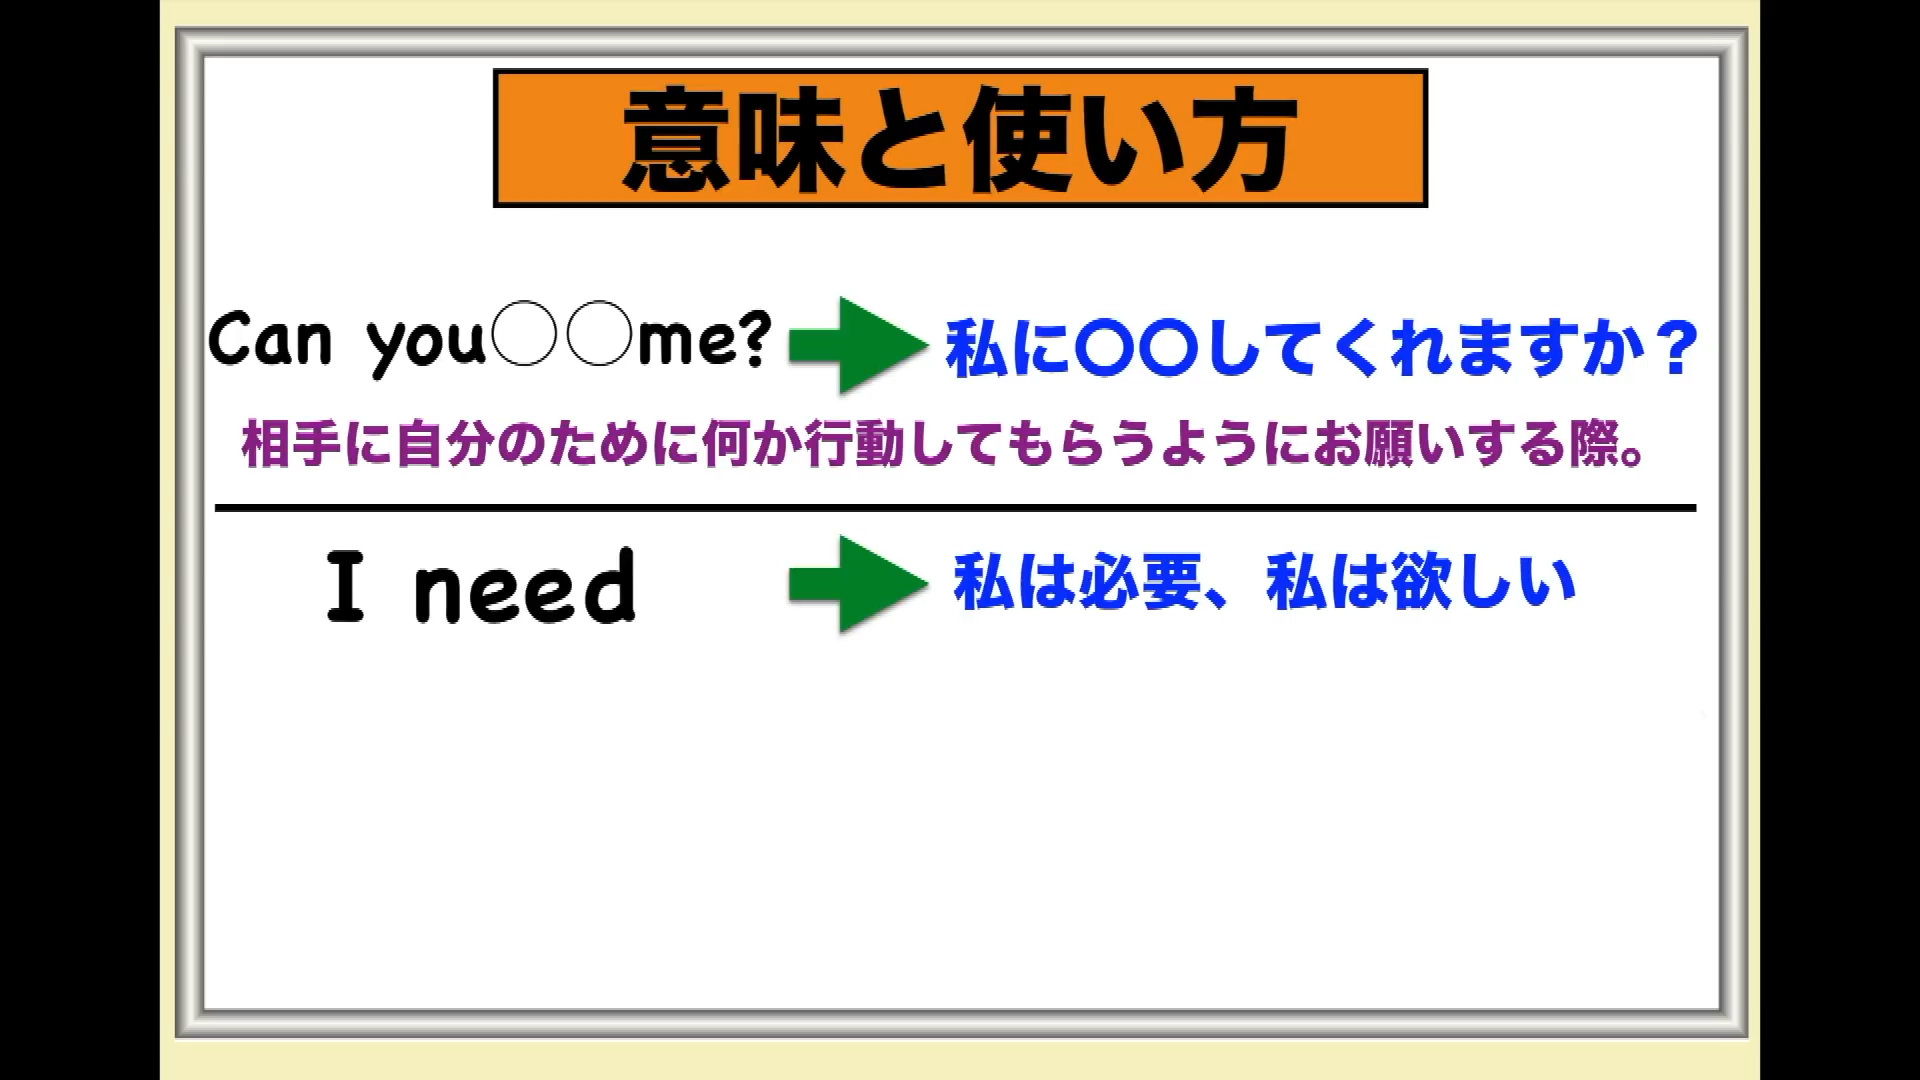 意味と使い方
Can you◯◯me? 私に〇〇してくれますか？
相手に自分のために何か行動してもらうようにお願いする際。
I need 私は必要、私は欲しい